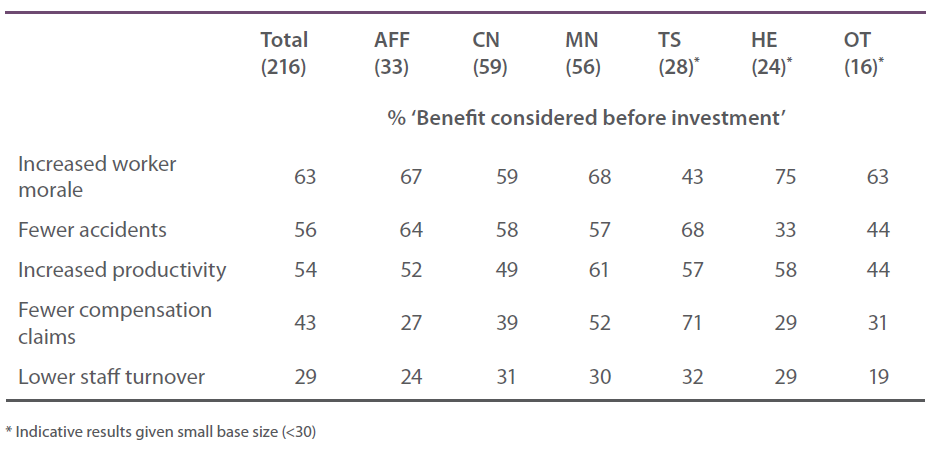 Total AFF CN MN TS HE OT
(216) (33) (59) (56) (28)* (24)* (16)*
% ‘Benefit considered before investment’
Increased worker
morale 63 67 59 68 43 75 63
Fewer accidents 56 64 58 57 68 33 44
Increased productivity 54 52 49 61 57 58 44
Fewer compensation
claims 43 27 39 52 71 29 31
Lower staff turnover 29 24 31 30 32 29 19
* Indicative results given small base size (<30)